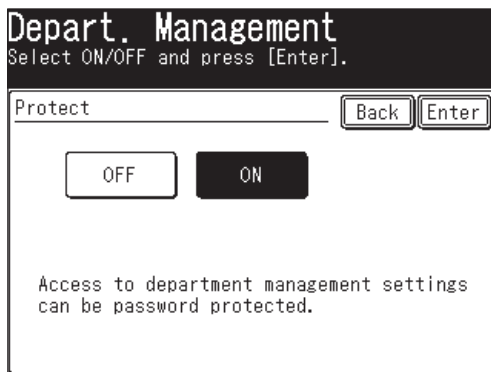 Depart. Management
Select ON/OFF and press [Enter].
Protect
Back Enter
OFF ON
Access to department management settings
can be password protected.